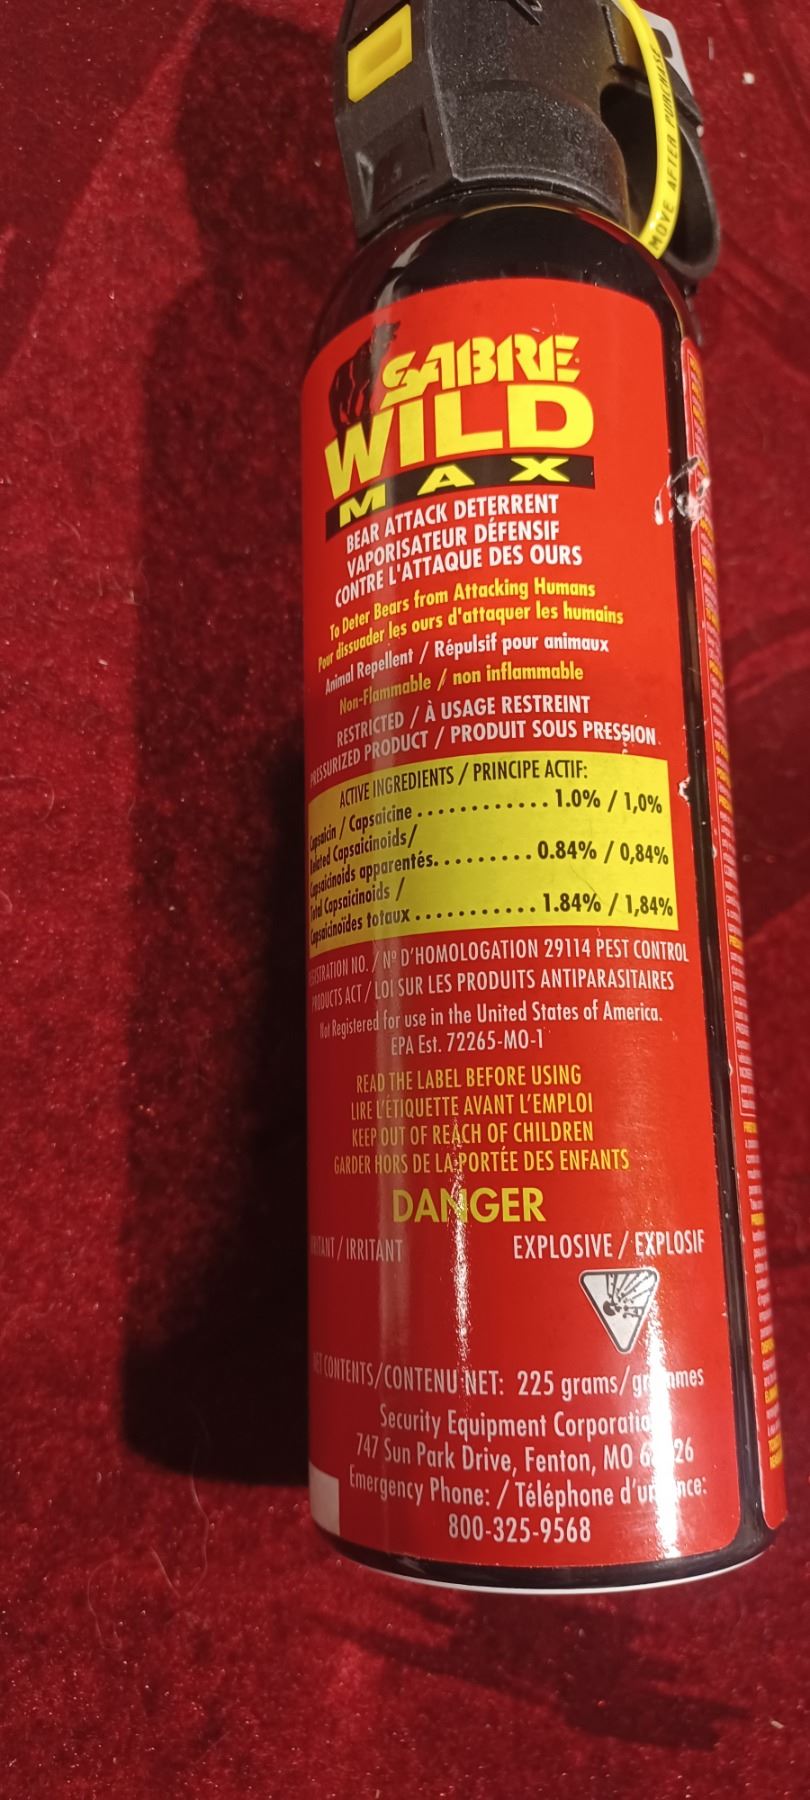 MOVE AFTER PURCHASE
SABRE
WILD
MAX
BEAR ATTACK DETERRENT
VAPORISATEUR DÉFENSIF
CONTRE L'ATTAQUE DES OURS
To Deter Bears from Attacking Humans
Pour dissuader les ours d'attaquer les humains
Animal Repellent / Répulsif pour animaux
Non-Flammable / non inflammable
RESTRICTED / À USAGE RESTREINT
PRESSURIZED PRODUCT / PRODUIT SOUS PRESSION
ACTIVE INGREDIENTS / PRINCIPE ACTIF:
Capsaicin / Capsaicine ............ 1.0% / 1,0%
Related Capsaicinoids/
Capsaicinoids apparentés. ........ 0.84% / 0,84%
Total Capsaicinoids /
Capsaicinoïdes totaux ........... 1.84% / 1,84%
/ Nº D'HOMOLOGATION 29114 PEST CONTROL
PRODUCTS ACT / LOI SUR LES PRODUITS ANTIPARASITAIRES
Not Registered for use in the United States of America.
EPA Est. 72265-MO-1
READ THE LABEL BEFORE USING
LIRE L'ÉTIQUETTE AVANT L'EMPLOI
KEEP OUT OF REACH OF CHILDREN
GARDER HORS DE LA PORTÉE DES ENFANTS
DANGER
/ IRRITANT EXPLOSIVE / EXPLOSIF
NET CONTENTS/CONTENU NET: 225 grams/grammes
Security Equipment Corporation
747 Sun Park Drive, Fenton, MO
Emergency Phone: / Téléphone d'urgence:
800-325-9568